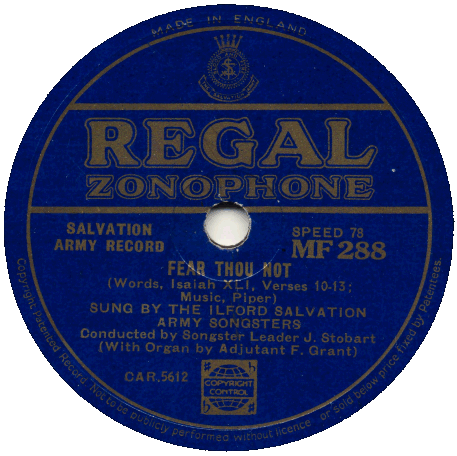 MADE IN ENGLAND
REGAL
ZONOPHONE
SALVATION
ARMY RECORD
SPEED 78
MF 288
FEAR THOU NOT
(Words, Isaiah XLI, Verses 10-13;
Music, Piper)
SUNG BY THE ILFORD SALVATION
ARMY SONGSTERS
Conducted by Songster Leader J. Stobart
(With Organ by Adjutant F. Grant)
CAR.5612
COPYRIGHT
CONTROL
Copyright Patented Record. Not to be publicly performed without licence or sold below price fixed by Patentees.